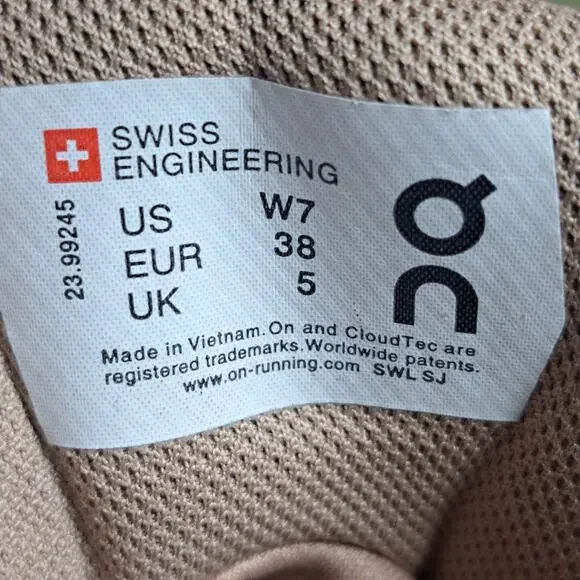 SWISS
ENGINEERING
23.99245
US W7
EUR 38
UK 5
ON
Made in Vietnam. On and CloudTec are
registered trademarks. Worldwide patents.
www.on-running.com SWL SJ